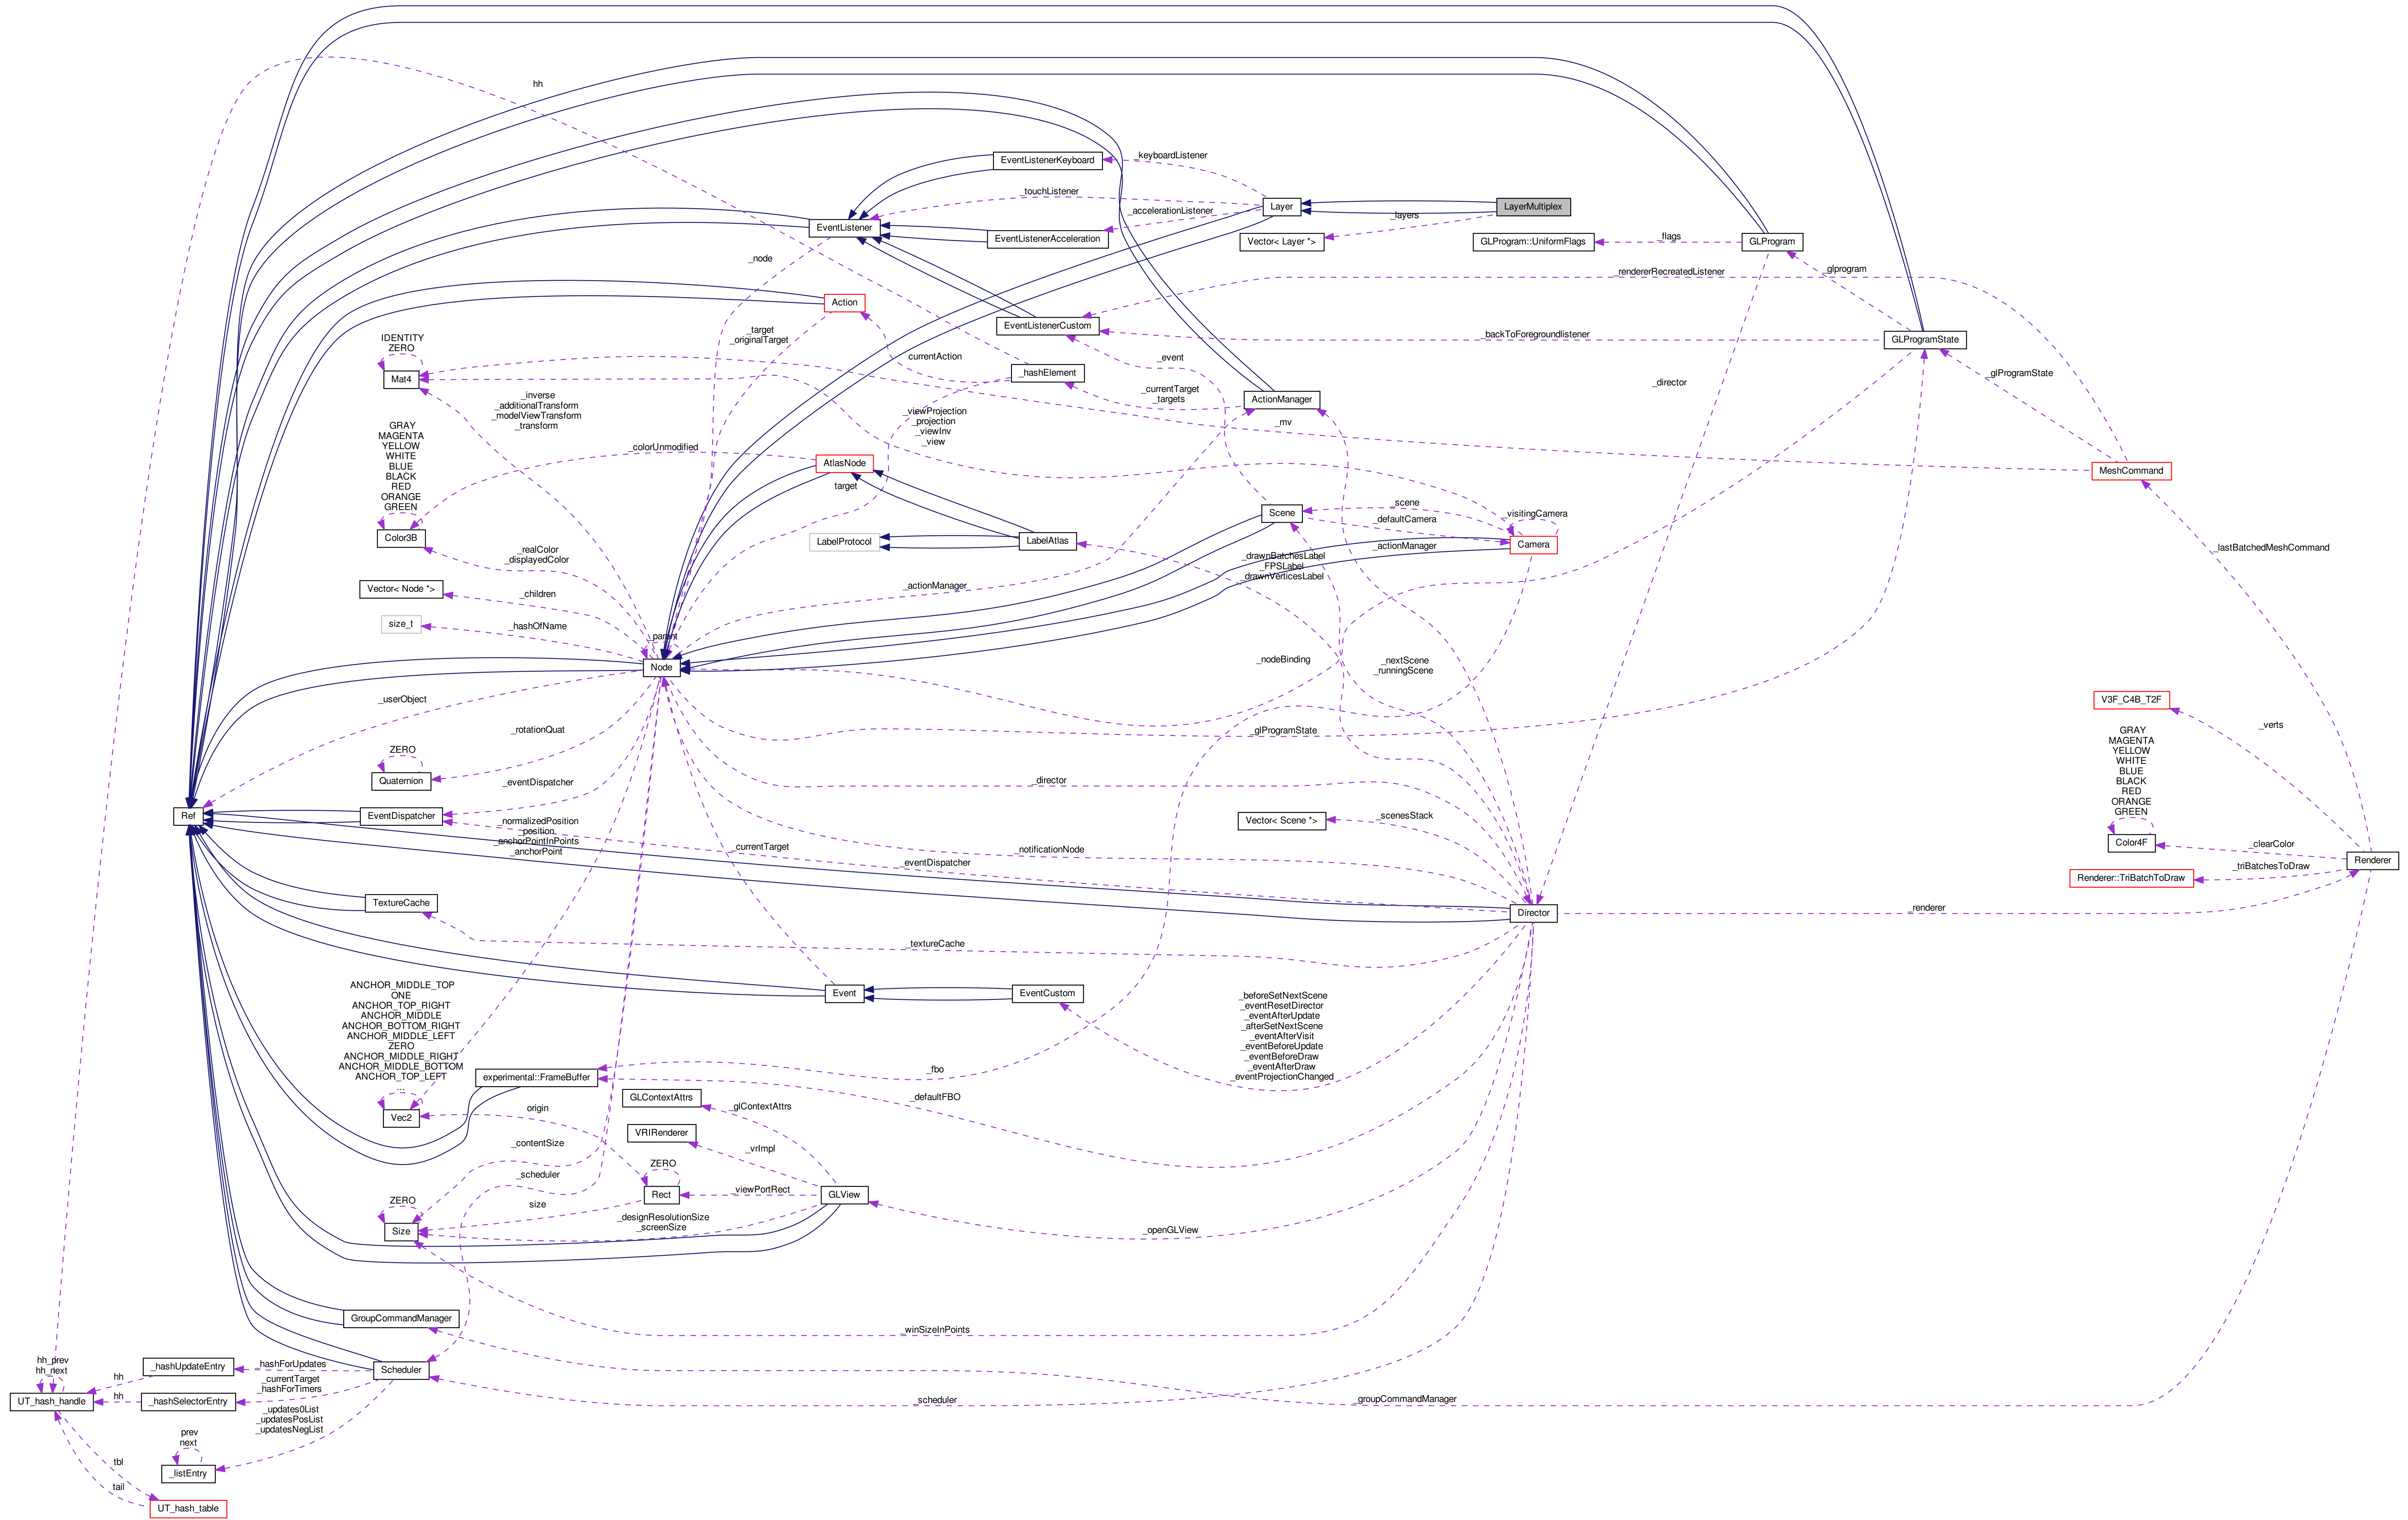 hh
EventListenerKeyboard
_keyboardListener
_touchListener
Layer
LayerMultiplex
_accelerationListener
_layers
EventListener
EventListenerAcceleration
Vector< Layer *>
GLProgram::UniformFlags
_flags
GLProgram
_node
_rendererRecreatedListener
_glprogram
Action
EventListenerCustom
_target
_originalTarget
_backToForegroundlistener
GLProgramState
IDENTITY
ZERO
Mat4
currentAction
_event
_hashElement
_glProgramState
_director
_currentTarget
_targets
ActionManager
_inverse
_additionalTransform
_modelViewTransform
_transform
_viewProjection
_projection
_viewInv
_view
_mv
GRAY
MAGENTA
YELLOW
WHITE
BLUE
BLACK
RED
ORANGE
GREEN
Color3B
_colorUnmodified
AtlasNode
target
MeshCommand
Scene
_scene
_defaultCamera
_visitingCamera
Camera
LabelProtocol
LabelAtlas
_actionManager
_lastBatchedMeshCommand
_realColor
_displayedColor
_drawnBatchesLabel
_FPSLabel
_drawnVerticesLabel
Vector< Node *>
_children
_actionManager
size_t
_hashOfName
_parent
Node
_nodeBinding
_nextScene
_runningScene
_userObject
V3F_C4B_T2F
_verts
_rotationQuat
_glProgramState
ZERO
Quaternion
_eventDispatcher
_director
GRAY
MAGENTA
YELLOW
WHITE
BLUE
BLACK
RED
ORANGE
GREEN
Color4F
_clearColor
Ref
EventDispatcher
_normalizedPosition
_position
_anchorPointInPoints
_anchorPoint
_currentTarget
_notificationNode
_eventDispatcher
Vector< Scene *>
_scenesStack
Renderer
_triBatchesToDraw
Renderer::TriBatchToDraw
TextureCache
Director
_renderer
_textureCache
Event
EventCustom
_beforeSetNextScene
_eventResetDirector
_eventAfterUpdate
_afterSetNextScene
_eventAfterVisit
_eventBeforeUpdate
_eventBeforeDraw
_eventAfterDraw
_eventProjectionChanged
ANCHOR_MIDDLE_TOP
ONE
ANCHOR_TOP_RIGHT
ANCHOR_MIDDLE
ANCHOR_BOTTOM_RIGHT
ANCHOR_MIDDLE_LEFT
ZERO
ANCHOR_MIDDLE_RIGHT
ANCHOR_MIDDLE_BOTTOM
ANCHOR_TOP_LEFT
...
Vec2
experimental::FrameBuffer
_fbo
_defaultFBO
origin
GLContextAttrs
_glContextAttrs
VRIRenderer
_vrImpl
_contentSize
_scheduler
ZERO
Rect
_viewPortRect
GLView
ZERO
Size
size
_designResolutionSize
_screenSize
_openGLView
GroupCommandManager
_winSizeInPoints
hh_prev
hh_next
UT_hash_handle
_hashUpdateEntry
hh
_hashForUpdates
Scheduler
_currentTarget
_hashForTimers
hh
_hashSelectorEntry
_scheduler
_groupCommandManager
_updates0List
_updatesPosList
_updatesNegList
prev
next
_listEntry
tbl
tail
UT_hash_table